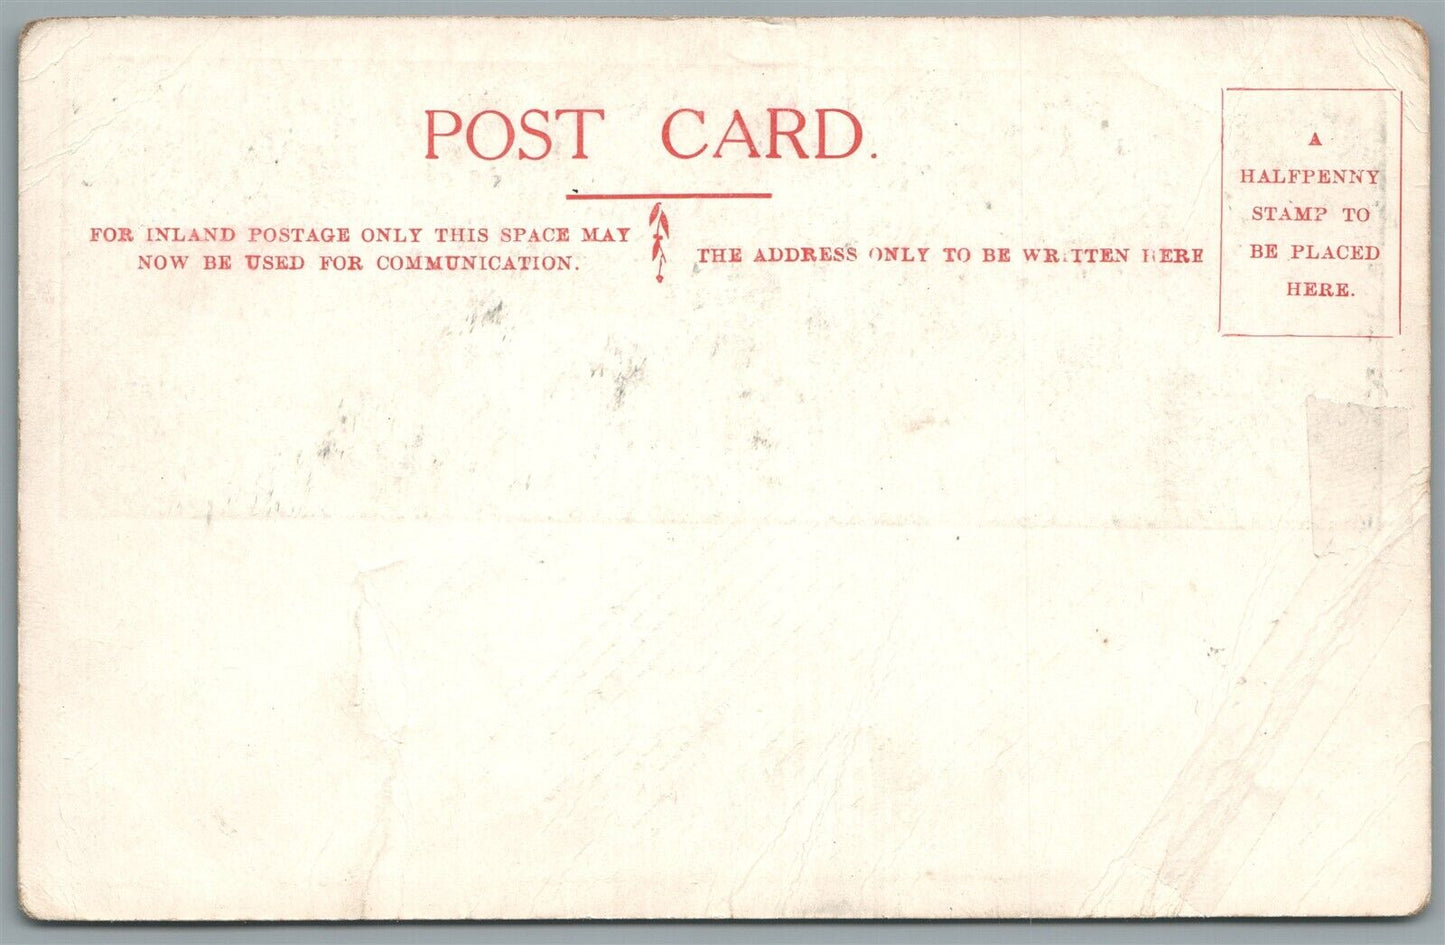 POST CARD.
FOR INLAND POSTAGE ONLY THIS SPACE MAY
NOW BE USED FOR COMMUNICATION.
THE ADDRESS ONLY TO BE WRITTEN HERE
A
HALFPENNY
STAMP TO
BE PLACED
HERE.